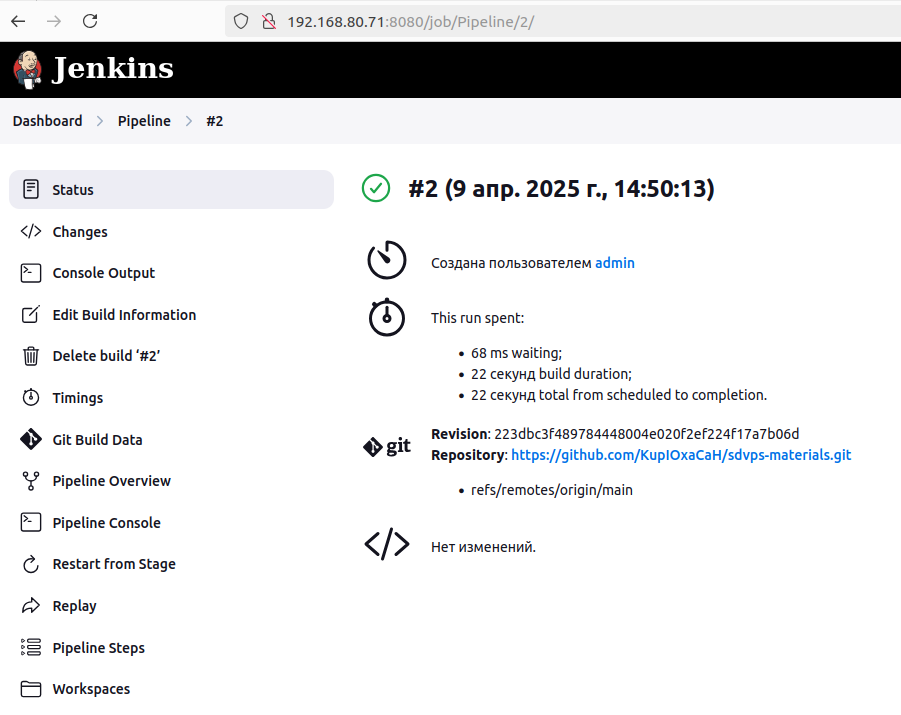 192.168.80.71:8080/job/Pipeline/2/
Jenkins
Dashboard > Pipeline > #2
Status
Changes
Console Output
Edit Build Information
Delete build ‘#2’
Timings
Git Build Data
Pipeline Overview
Pipeline Console
Restart from Stage
Replay
Pipeline Steps
Workspaces
#2 (9 апр. 2025 г., 14:50:13)
Создана пользователем admin
This run spent:
• 68 ms waiting;
• 22 секунд build duration;
• 22 секунд total from scheduled to completion.
git
Revision: 223dbc3f489784448004e020f2ef224f17a7b06d
Repository: https://github.com/KupIOxaCaH/sdvps-materials.git
• refs/remotes/origin/main
Нет изменений.